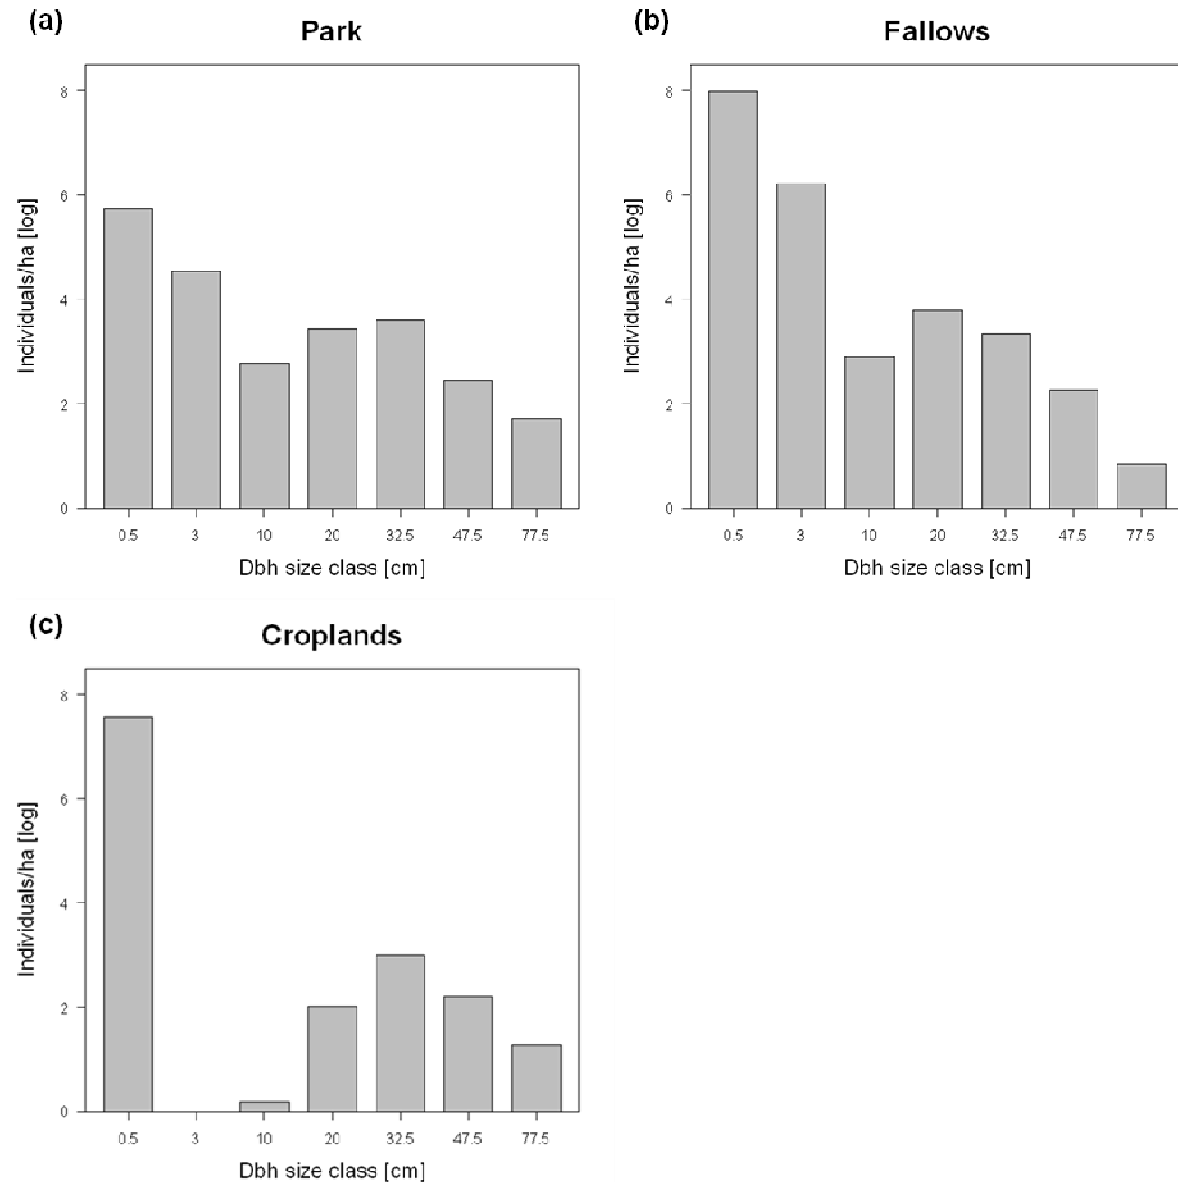 (a)
Park
Individuals/ha [log]
8
6
4
2
0
0.5 3 10 20 32.5 47.5 77.5
Dbh size class [cm]
(b)
Fallows
Individuals/ha [log]
8
6
4
2
0
0.5 3 10 20 32.5 47.5 77.5
Dbh size class [cm]
(c)
Croplands
Individuals/ha [log]
8
6
4
2
0
0.5 3 10 20 32.5 47.5 77.5
Dbh size class [cm]